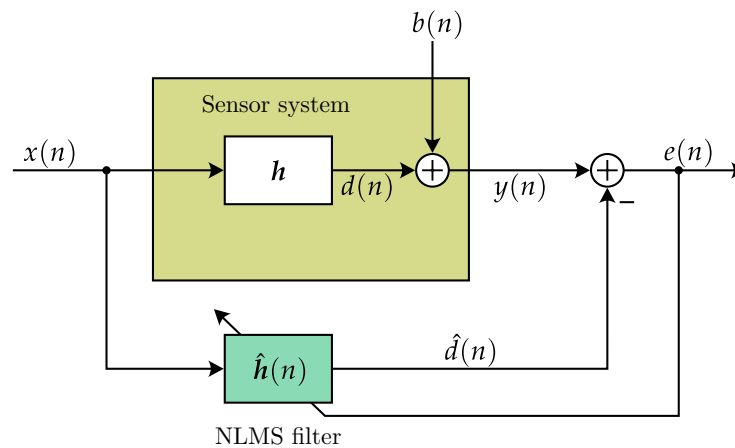 b(n)
Sensor system
x(n)
h
d(n)
y(n)
e(n)
−
ĥ(n)
d̂(n)
NLMS filter